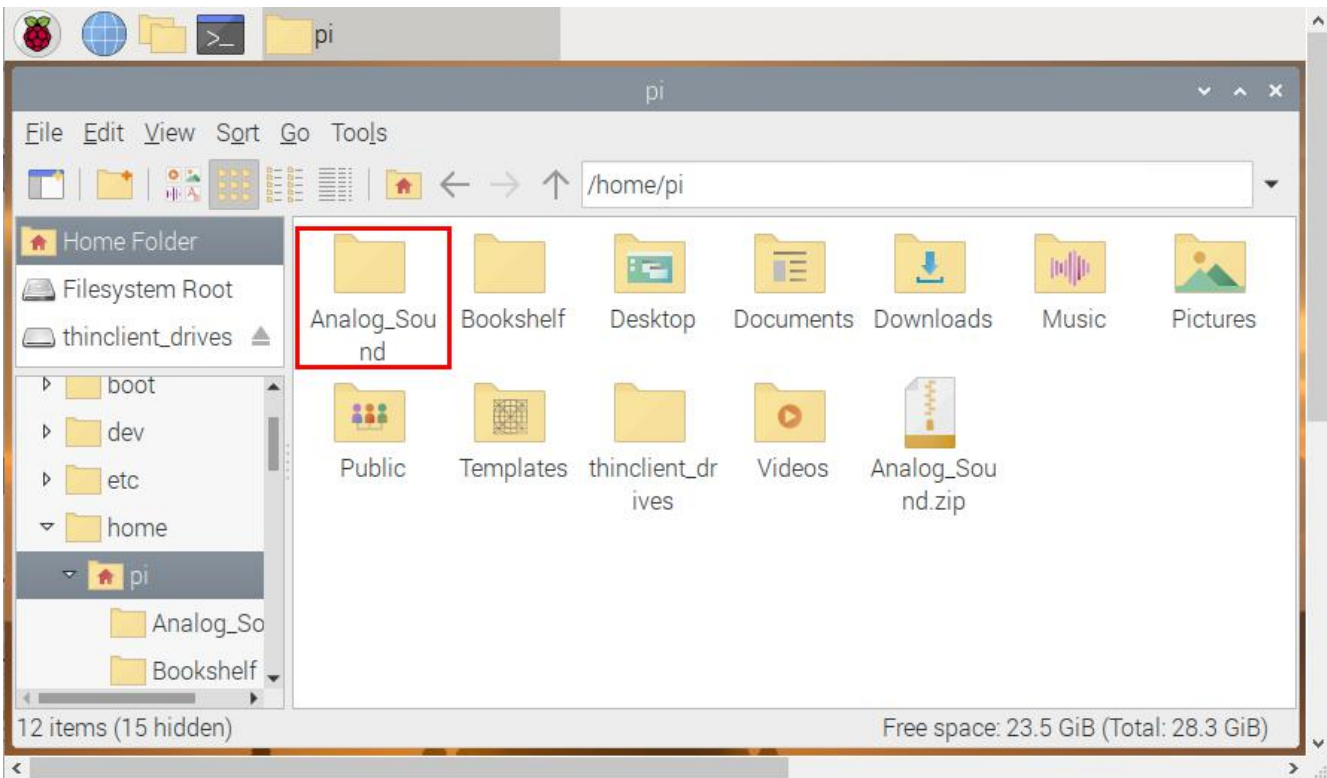 pi
pi
File Edit View Sort Go Tools
/home/pi
Home Folder
Filesystem Root
thinclient_drives
boot
dev
etc
home
pi
Analog_So
Bookshelf
Analog_Sou
nd
Bookshelf
Desktop
Documents
Downloads
Music
Pictures
Public
Templates
thinclient_dr
ives
Videos
Analog_Sou
nd.zip
12 items (15 hidden)
Free space: 23.5 GiB (Total: 28.3 GiB)